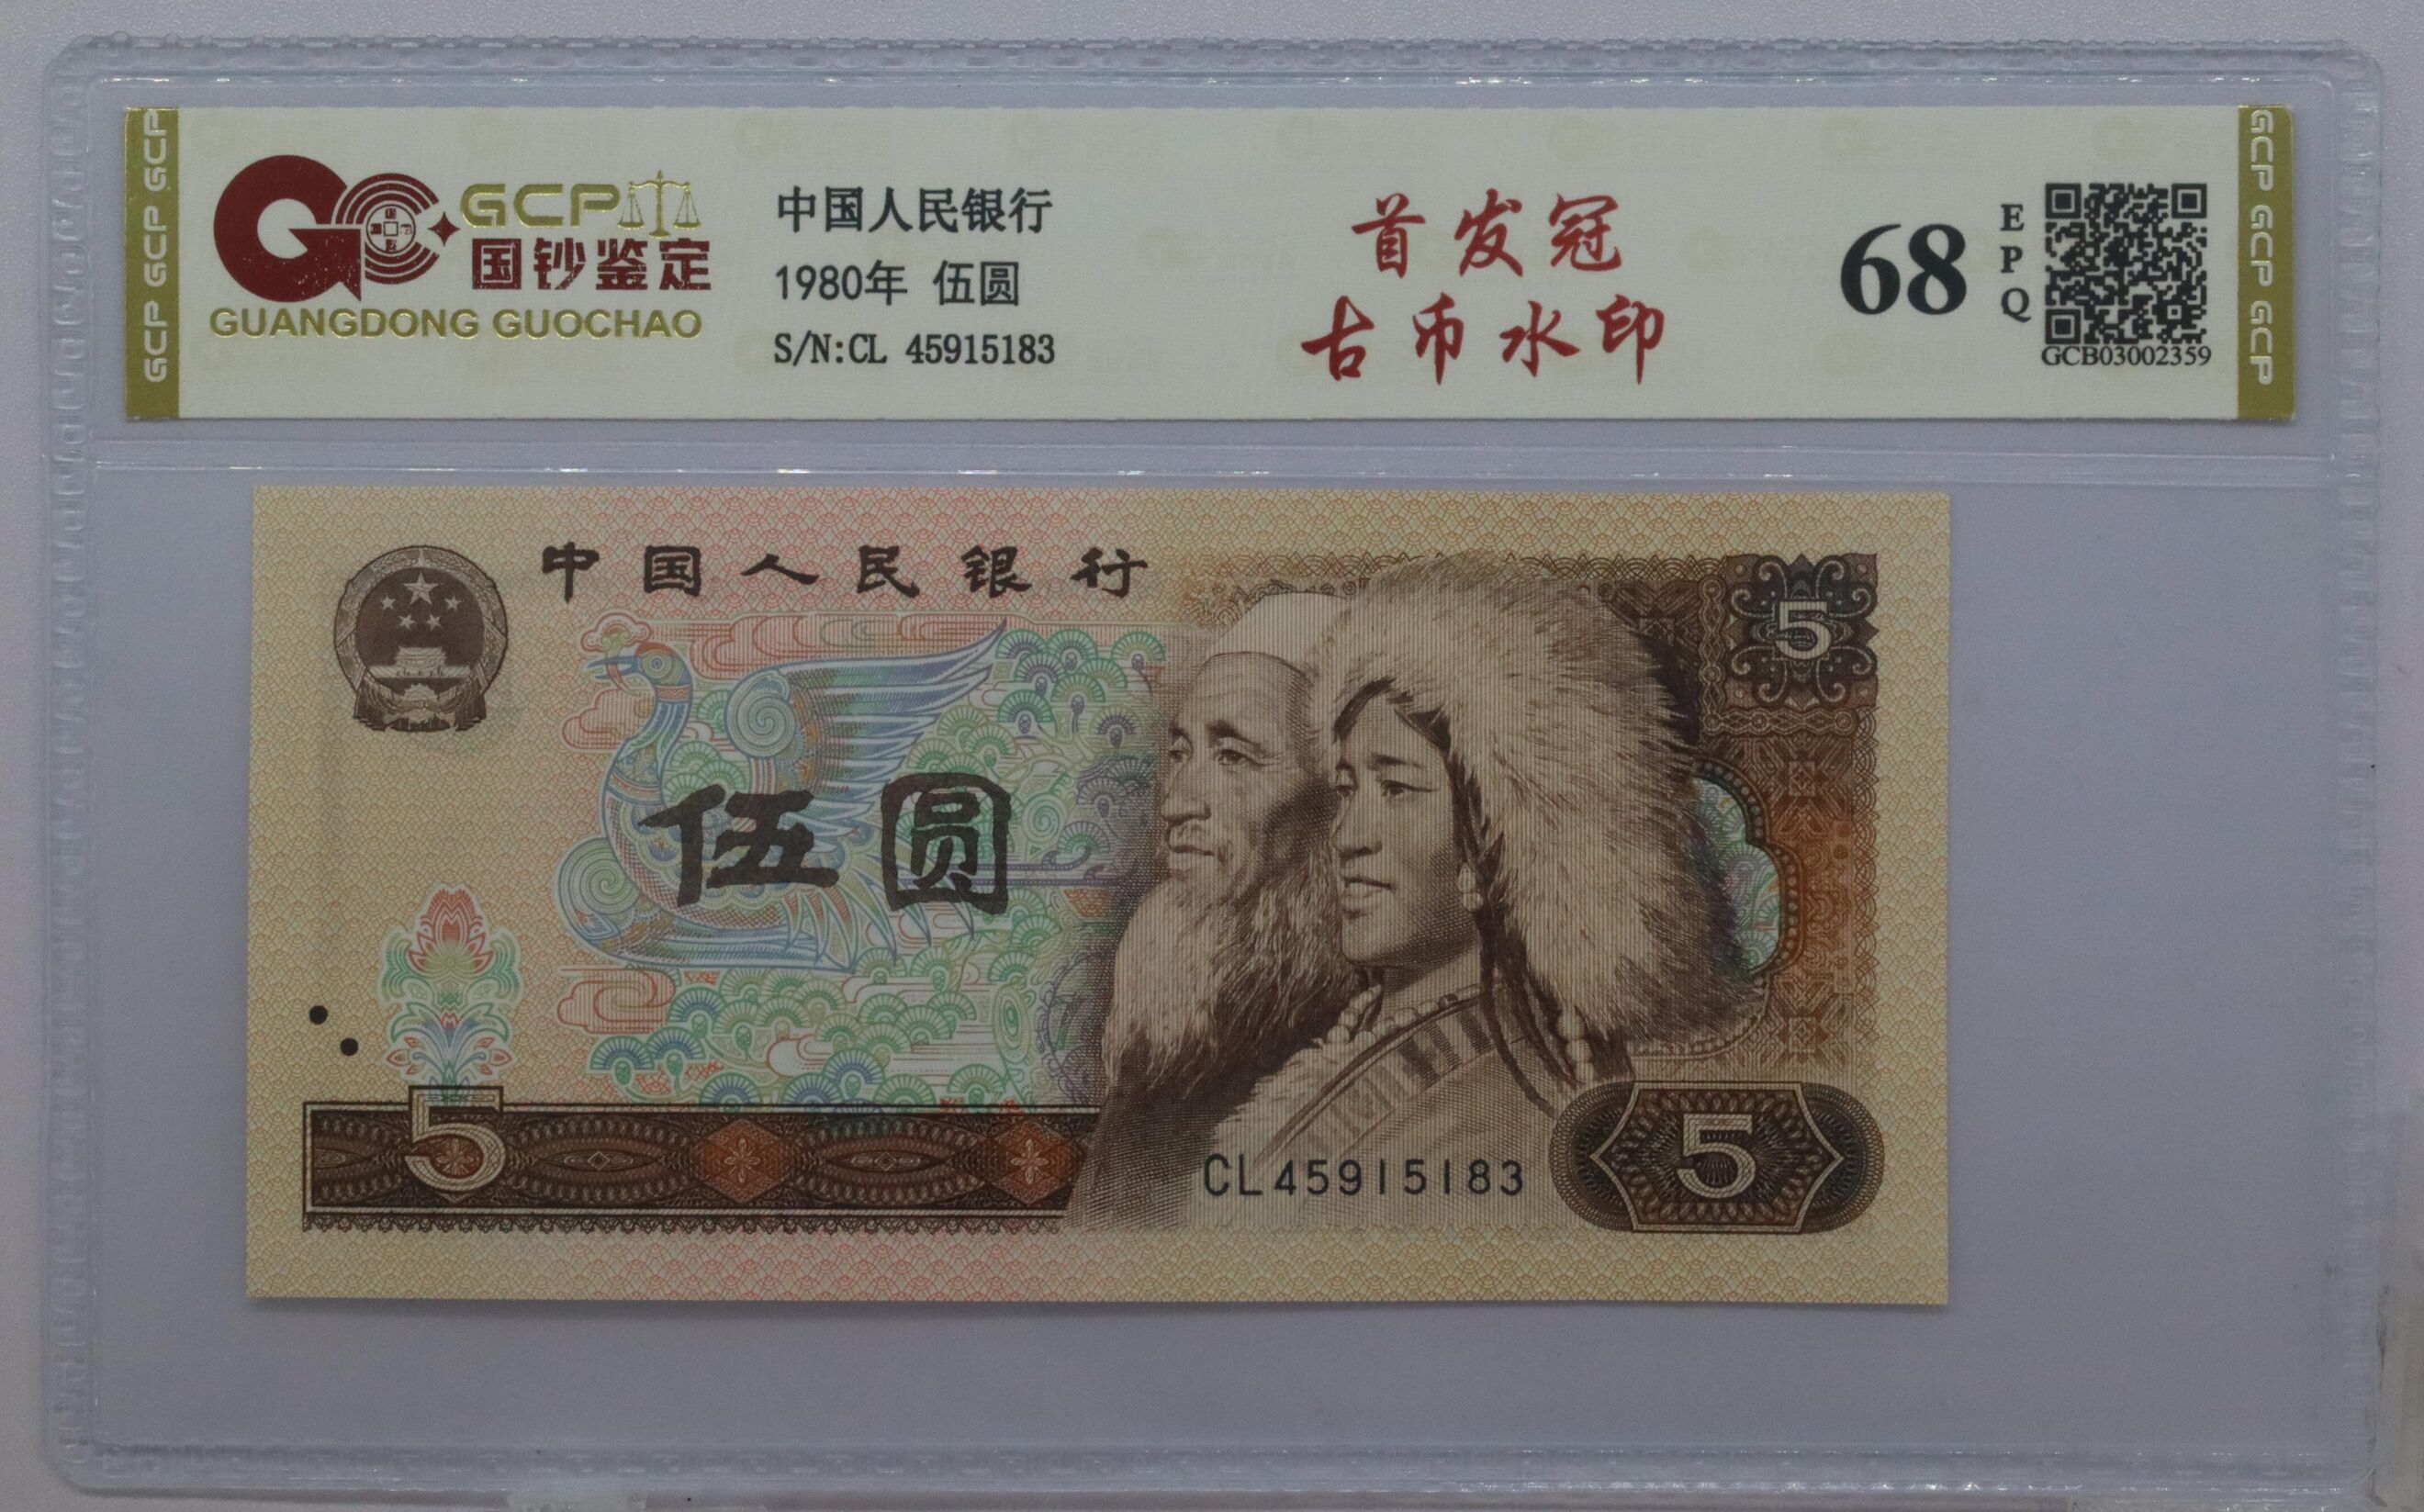 GCP GCP GCP
GCP
国钞鉴定
GUANGDONG GUOCHAO
中国人民银行
1980年 伍圆
S/N:CL 45915183
首发冠
古币水印
68
EPQ
GCB03002359
GCP GCP GCP
中国人民银行
5
伍圆
5
CL45915183
5